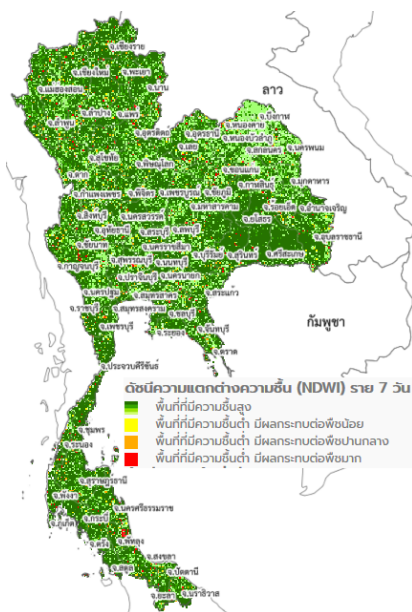 จ.เชียงราย
จ.เชียงใหม่ จ.พะเยา
จ.แม่ฮ่องสอน จ.น่าน
จ.ลำปาง จ.แพร่
จ.ลำพูน
จ.อุตรดิตถ์ จ.อุดรธานี
จ.เลย
ลาว
จ.บึงกาฬ
จ.หนองคาย
จ.หนองบัวลำภู
จ.สกลนคร จ.นครพนม
จ.สุโขทัย จ.พิษณุโลก
จ.ขอนแก่น
จ.ตาก
จ.กาฬสินธุ์ จ.มุกดาหาร
จ.กำแพงเพชร จ.พิจิตร จ.เพชรบูรณ์ จ.ชัยภูมิ
จ.มหาสารคาม จ.ร้อยเอ็ด จ.อำนาจเจริญ
จ.สิงห์บุรี จ.นครสวรรค์ จ.ยโสธร
จ.อุทัยธานี จ.สระบุรี จ.ลพบุรี
จ.อุบลราชธานี
จ.ชัยนาท จ.นครราชสีมา จ.บุรีรัมย์ จ.สุรินทร์ จ.ศรีสะเกษ
จ.กาญจนบุรี จ.สุพรรณบุรี จ.นนทบุรี
จ.ปราจีนบุรี จ.นครนายก
จ.นครปฐม จ.สมุทรสาคร จ.สระแก้ว
จ.ราชบุรี จ.สมุทรสงคราม จ.ชลบุรี
จ.เพชรบุรี จ.ระยอง จ.จันทบุรี
กัมพูชา
จ.ตราด
จ.ประจวบคีรีขันธ์
ดัชนีความแตกต่างความชื้น (NDWI) ราย 7 วัน
พื้นที่ที่มีความชื้นสูง
พื้นที่ที่มีความชื้นต่ำ มีผลกระทบต่อพืชน้อย
พื้นที่ที่มีความชื้นต่ำ มีผลกระทบต่อพืชปานกลาง
พื้นที่ที่มีความชื้นต่ำ มีผลกระทบต่อพืชมาก
จ.ชุมพร
จ.ระนอง
จ.สุราษฎร์ธานี
จ.พังงา
จ.นครศรีธรรมราช
จ.ภูเก็ต จ.กระบี่
จ.ตรัง จ.พัทลุง
จ.สงขลา
จ.สตูล จ.ปัตตานี
จ.ยะลา จ.นราธิวาส